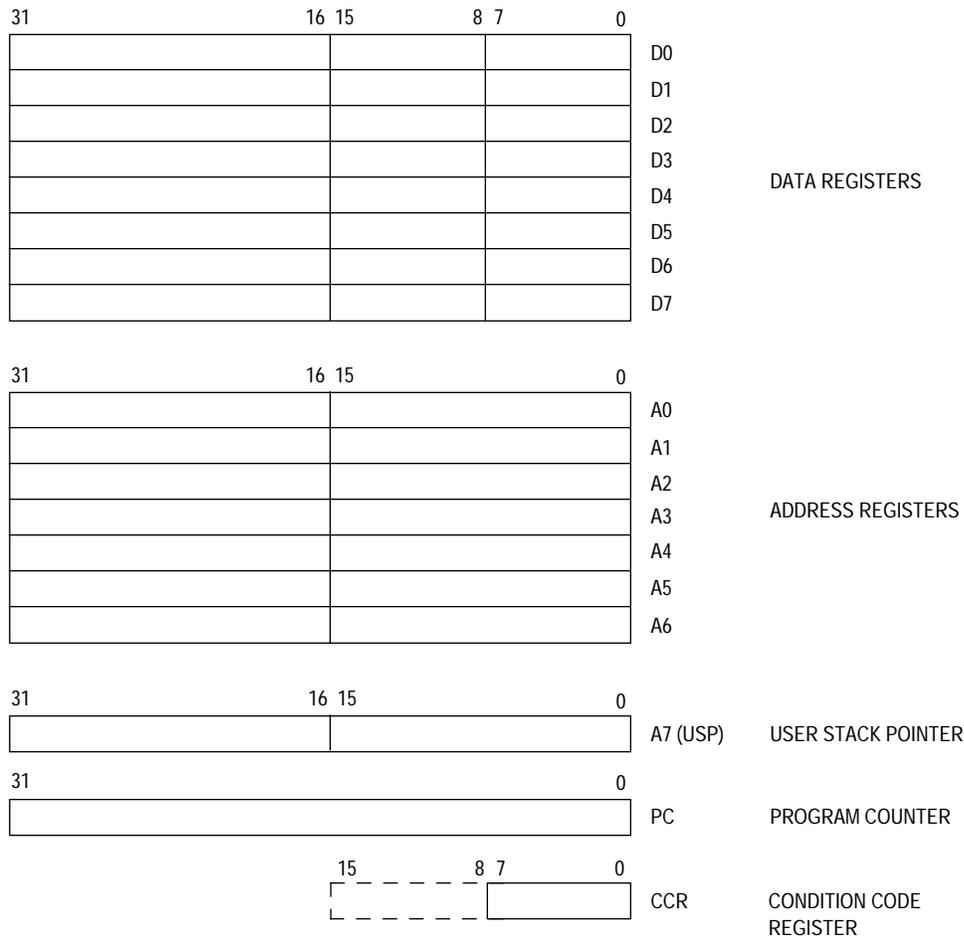 31 16 15 8 7 0
D0
D1
D2
D3
DATA REGISTERS
D4
D5
D6
D7
31 16 15 0
A0
A1
A2
A3 ADDRESS REGISTERS
A4
A5
A6
31 16 15 0
A7 (USP) USER STACK POINTER
31 0
PC PROGRAM COUNTER
15 8 7 0
CCR CONDITION CODE
REGISTER